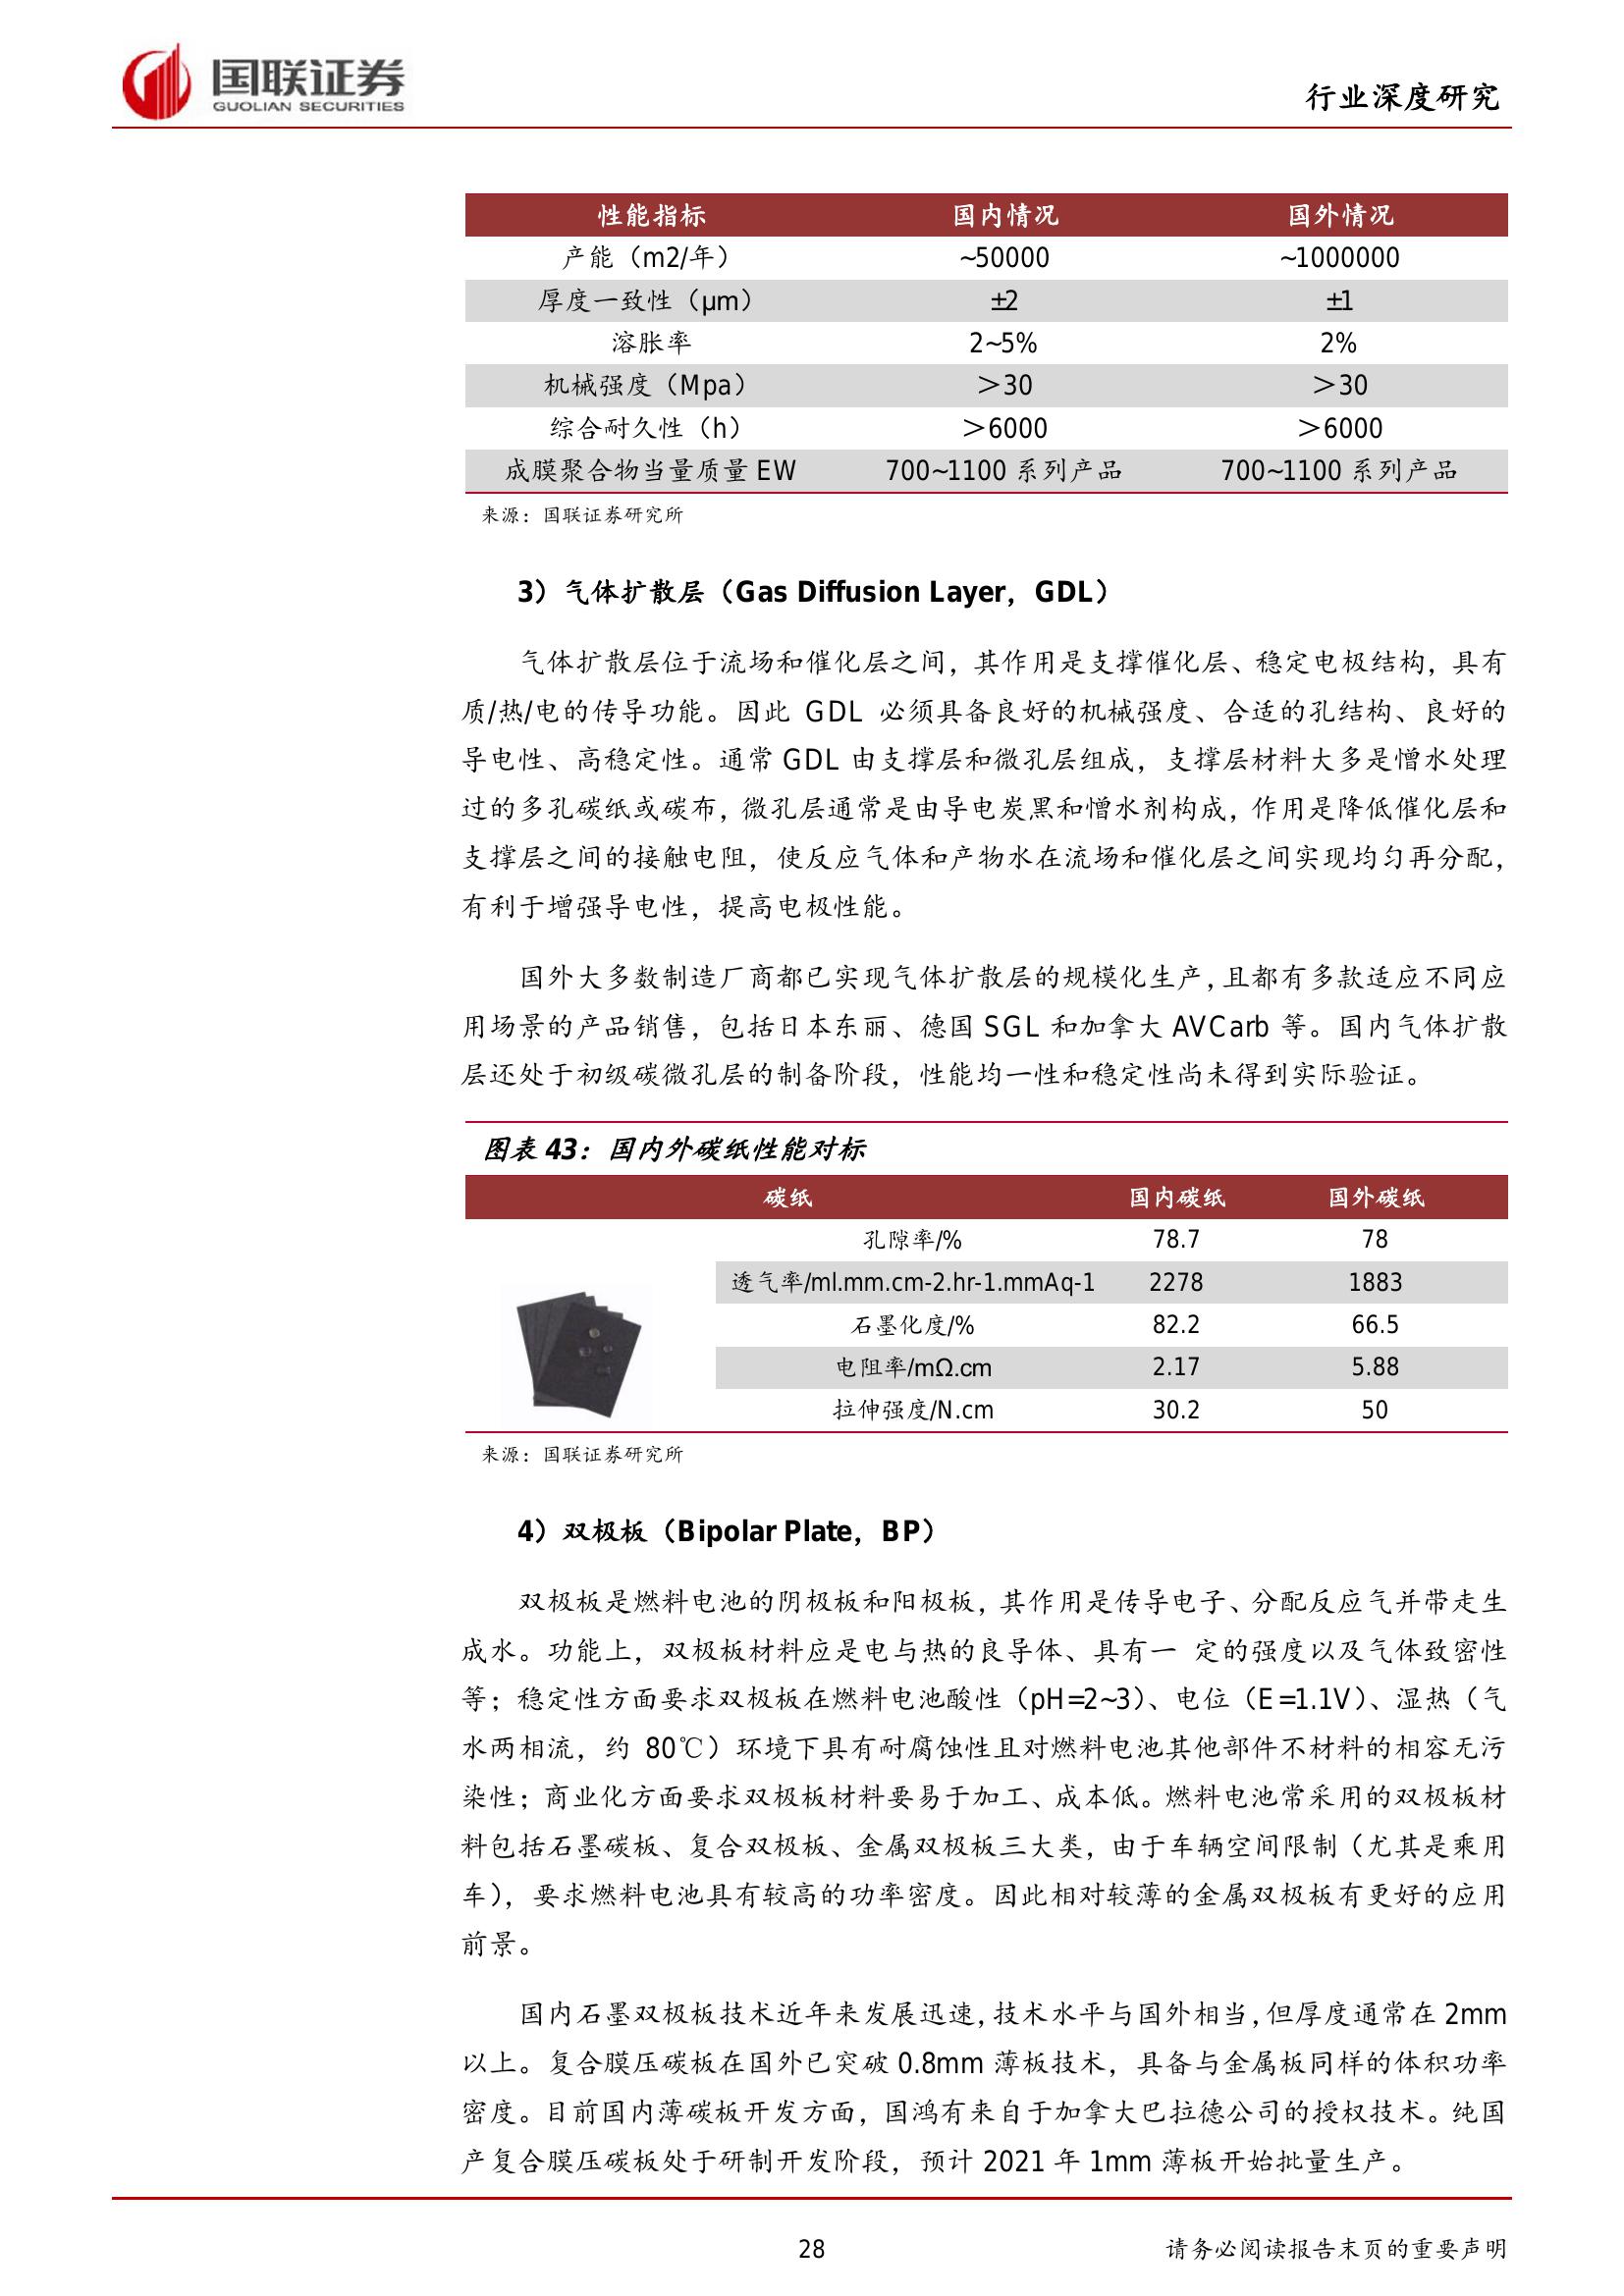 国联证券
GUOLIAN SECURITIES
行业深度研究
性能指标 国内情况 国外情况
产能（m2/年） ~50000 ~1000000
厚度一致性（μm） ±2 ±1
溶胀率 2~5% 2%
机械强度（Mpa） ＞30 ＞30
综合耐久性（h） ＞6000 ＞6000
成膜聚合物当量质量 EW 700~1100 系列产品 700~1100 系列产品
来源：国联证券研究所
3）气体扩散层（Gas Diffusion Layer，GDL）
气体扩散层位于流场和催化层之间，其作用是支撑催化层、稳定电极结构，具有
质/热/电的传导功能。因此 GDL 必须具备良好的机械强度、合适的孔结构、良好的
导电性、高稳定性。通常 GDL 由支撑层和微孔层组成，支撑层材料大多是憎水处理
过的多孔碳纸或碳布，微孔层通常是由导电炭黑和憎水剂构成，作用是降低催化层和
支撑层之间的接触电阻，使反应气体和产物水在流场和催化层之间实现均匀再分配，
有利于增强导电性，提高电极性能。
国外大多数制造厂商都已实现气体扩散层的规模化生产，且都有多款适应不同应
用场景的产品销售，包括日本东丽、德国 SGL 和加拿大 AVCarb 等。国内气体扩散
层还处于初级碳微孔层的制备阶段，性能均一性和稳定性尚未得到实际验证。
图表 43：国内外碳纸性能对标
碳纸 国内碳纸 国外碳纸
孔隙率/% 78.7 78
透气率/ml.mm.cm-2.hr-1.mmAq-1 2278 1883
石墨化度/% 82.2 66.5
电阻率/mΩ.cm 2.17 5.88
拉伸强度/N.cm 30.2 50
来源：国联证券研究所
4）双极板（Bipolar Plate，BP）
双极板是燃料电池的阴极板和阳极板，其作用是传导电子、分配反应气并带走生
成水。功能上，双极板材料应是电与热的良导体、具有一 定的强度以及气体致密性
等；稳定性方面要求双极板在燃料电池酸性（pH=2~3）、电位（E=1.1V）、湿热（气
水两相流，约 80℃）环境下具有耐腐蚀性且对燃料电池其他部件不材料的相容无污
染性；商业化方面要求双极板材料要易于加工、成本低。燃料电池常采用的双极板材
料包括石墨碳板、复合双极板、金属双极板三大类，由于车辆空间限制（尤其是乘用
车），要求燃料电池具有较高的功率密度。因此相对较薄的金属双极板有更好的应用
前景。
国内石墨双极板技术近年来发展迅速，技术水平与国外相当，但厚度通常在 2mm
以上。复合膜压碳板在国外已突破 0.8mm 薄板技术，具备与金属板同样的体积功率
密度。目前国内薄碳板开发方面，国鸿有来自于加拿大巴拉德公司的授权技术。纯国
产复合膜压碳板处于研制开发阶段，预计 2021 年 1mm 薄板开始批量生产。
28
请务必阅读报告末页的重要声明